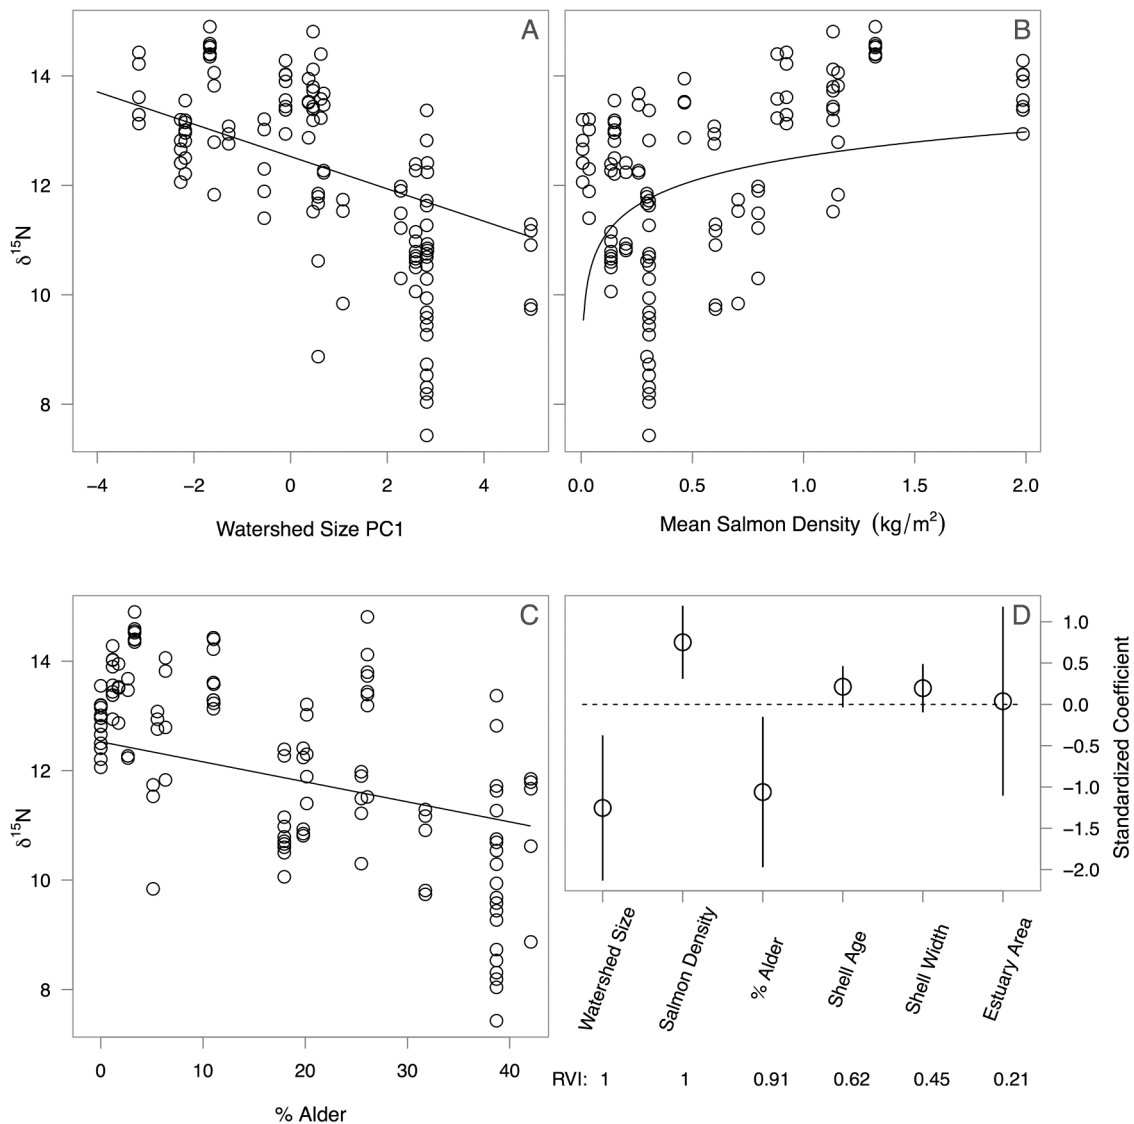 A
B
14
12
10
8
δ¹⁵N
−4 −2 0 2 4
0.0 0.5 1.0 1.5 2.0
Watershed Size PC1
Mean Salmon Density (kg/m²)
C
D
14
12
10
8
δ¹⁵N
1.0
0.5
0.0
−0.5
−1.0
−1.5
−2.0
Standardized Coefficient
0 10 20 30 40
% Alder
Watershed Size
Salmon Density
% Alder
Shell Age
Shell Width
Estuary Area
RVI: 1 1 0.91 0.62 0.45 0.21